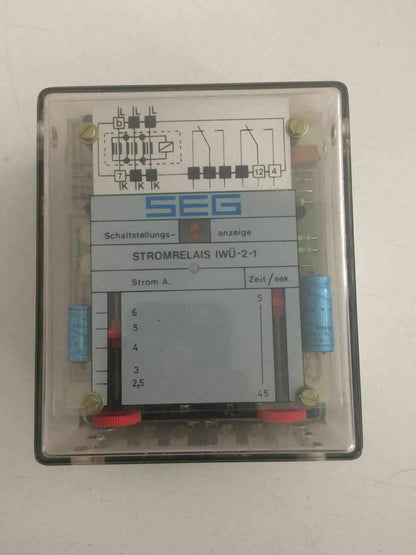 L L L
b
7
K K K
12 4
SEG
Schaltstellungs- anzeige
STROMRELAIS IWÜ-2-1
Strom A. Zeit/sek
6
5
4
3
2,5
5
45